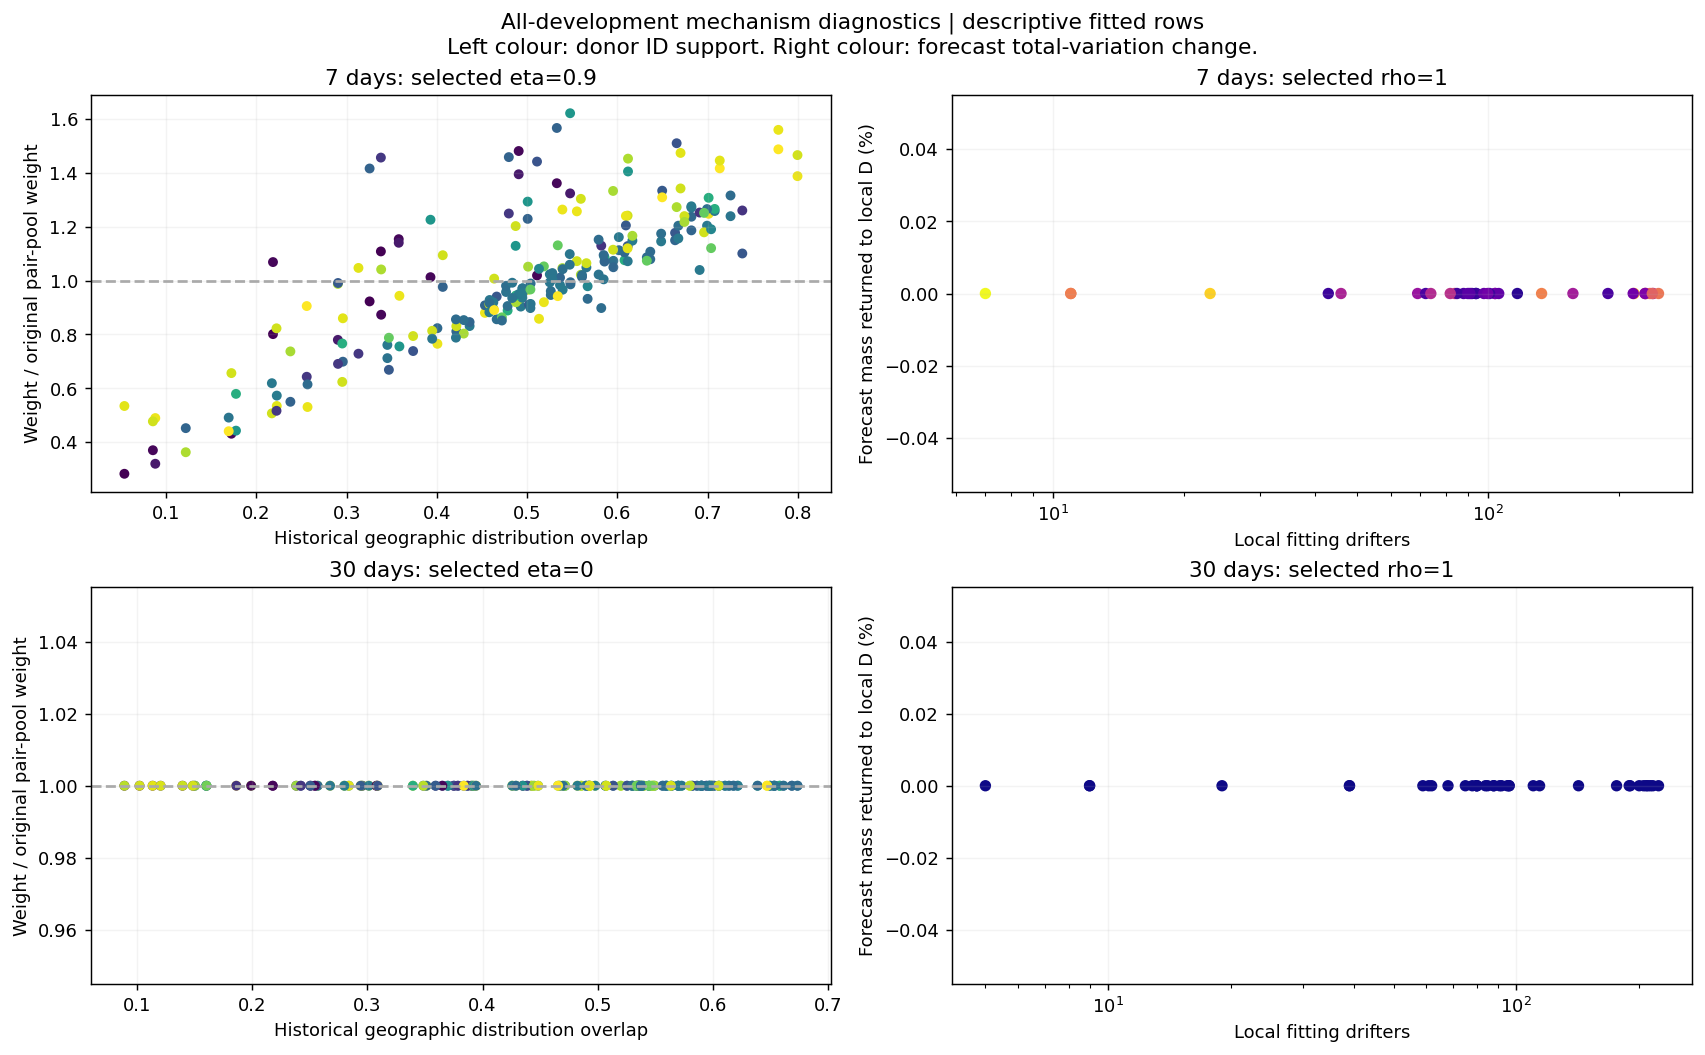 All-development mechanism diagnostics | descriptive fitted rows
Left colour: donor ID support. Right colour: forecast total-variation change.
7 days: selected eta=0.9
Weight / original pair-pool weight
1.6
1.4
1.2
1.0
0.8
0.6
0.4
0.1 0.2 0.3 0.4 0.5 0.6 0.7 0.8
Historical geographic distribution overlap
7 days: selected rho=1
Forecast mass returned to local D (%)
0.04
0.02
0.00
−0.02
−0.04
10¹ 10²
Local fitting drifters
30 days: selected eta=0
Weight / original pair-pool weight
1.04
1.02
1.00
0.98
0.96
0.1 0.2 0.3 0.4 0.5 0.6 0.7
Historical geographic distribution overlap
30 days: selected rho=1
Forecast mass returned to local D (%)
0.04
0.02
0.00
−0.02
−0.04
10¹ 10²
Local fitting drifters